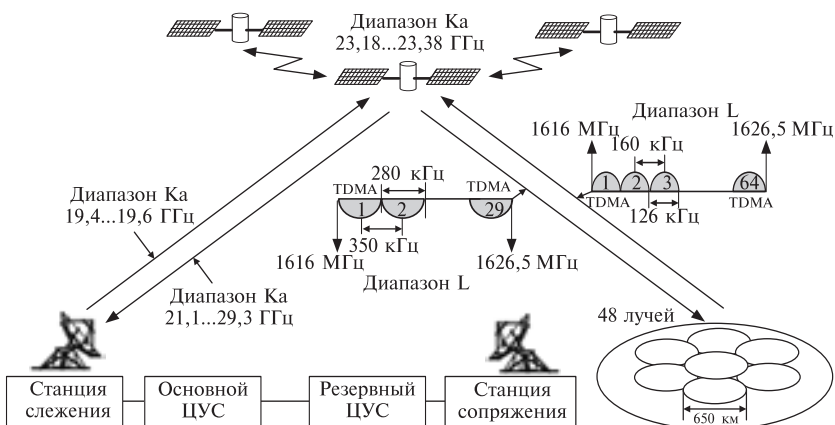 Диапазон Ka
23,18...23,38 ГГц
Диапазон L
1616 МГц
1626,5 МГц
160 кГц
1
2
3
64
TDMA
TDMA
126 кГц
280 кГц
TDMA
TDMA
1
2
29
350 кГц
1616 МГц
1626,5 МГц
Диапазон L
Диапазон Ka
19,4...19,6 ГГц
Диапазон Ka
21,1...29,3 ГГц
48 лучей
650 км
Станция
слежения
Основной
ЦУС
Резервный
ЦУС
Станция
сопряжения